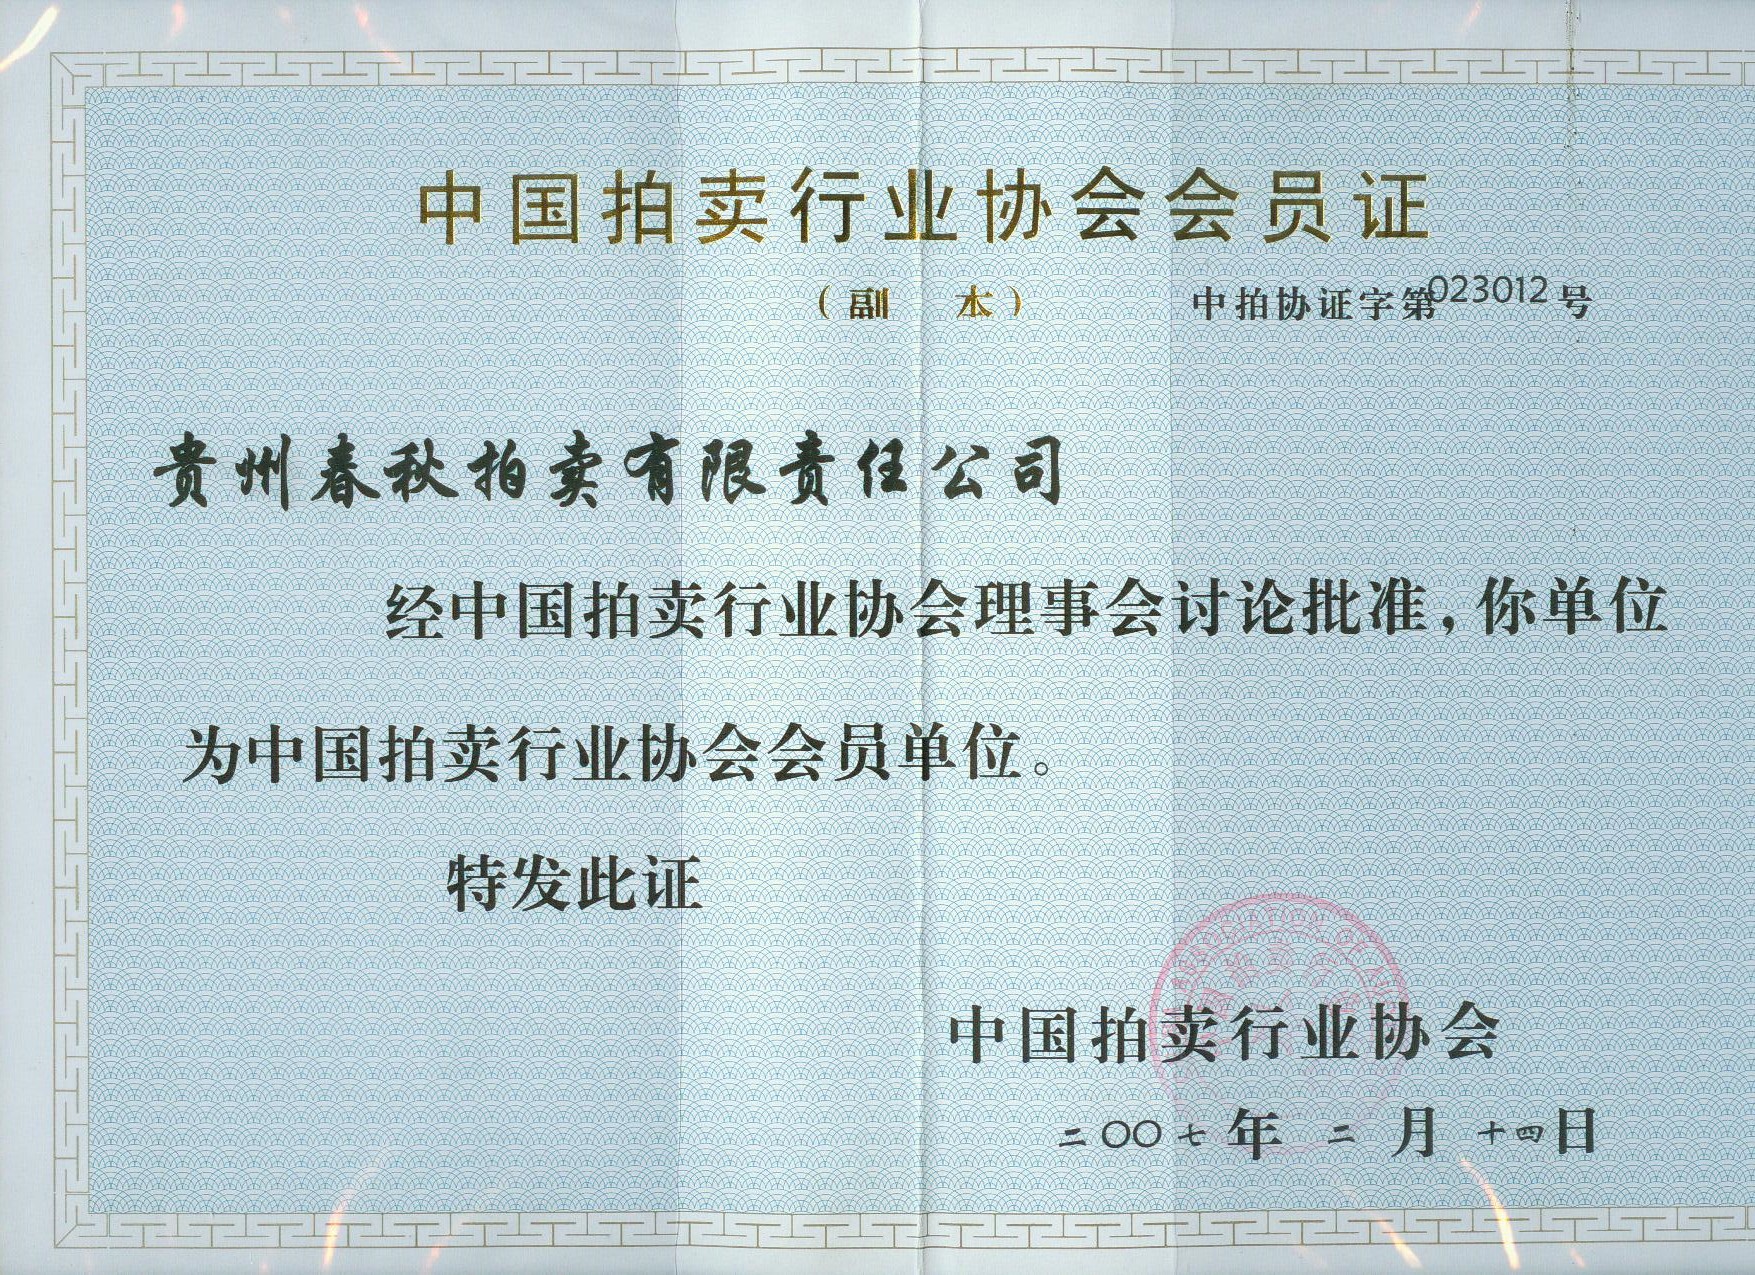 中国拍卖行业协会会员证
（副 本）
中拍协证字第023012号
贵州春秋拍卖有限责任公司
经中国拍卖行业协会理事会讨论批准，你单位
为中国拍卖行业协会会员单位。
特发此证
中国拍卖行业协会
二〇〇七年二月十四日